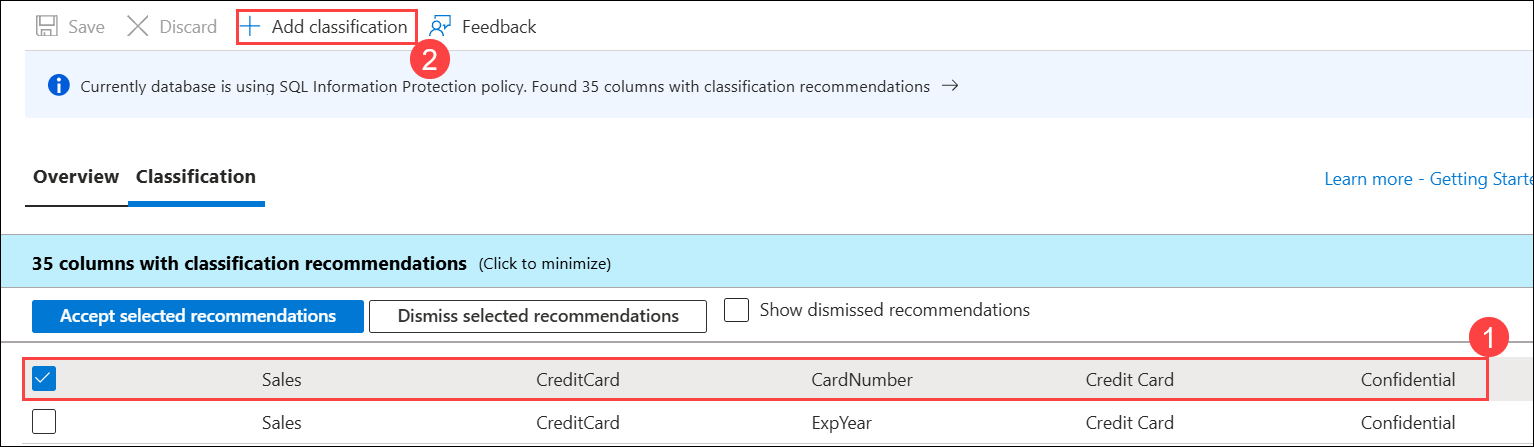 Save Discard Add classification Feedback
2
Currently database is using SQL Information Protection policy. Found 35 columns with classification recommendations
Overview Classification
Learn more - Getting Starte
35 columns with classification recommendations (Click to minimize)
Accept selected recommendations Dismiss selected recommendations Show dismissed recommendations
1
Sales CreditCard CardNumber Credit Card Confidential
Sales CreditCard ExpYear Credit Card Confidential